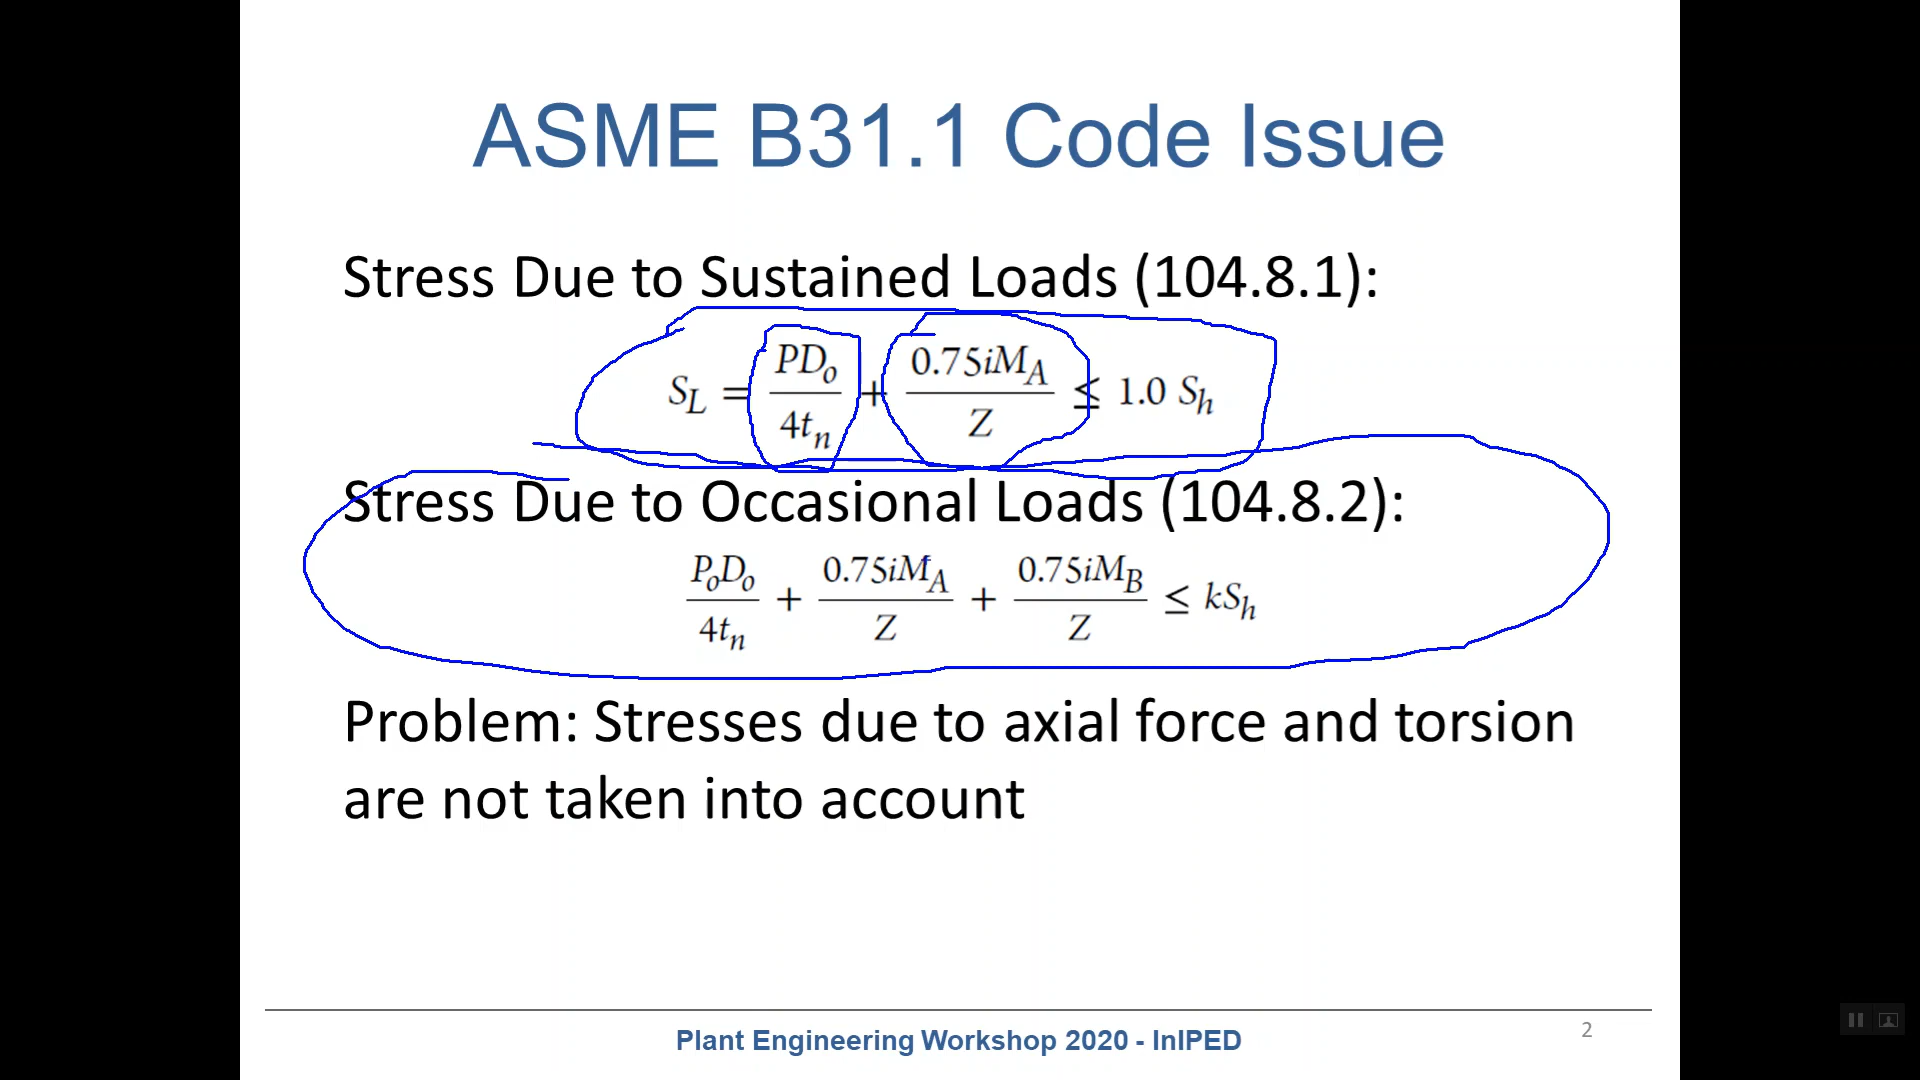 ASME B31.1 Code Issue
Stress Due to Sustained Loads (104.8.1):
S_L = PD_o/4t_n + 0.75iM_A/Z ≤ 1.0 S_h
Stress Due to Occasional Loads (104.8.2):
P_oD_o/4t_n + 0.75iM_A/Z + 0.75iM_B/Z ≤ kS_h
Problem: Stresses due to axial force and torsion
are not taken into account
Plant Engineering Workshop 2020 - InIPED
2